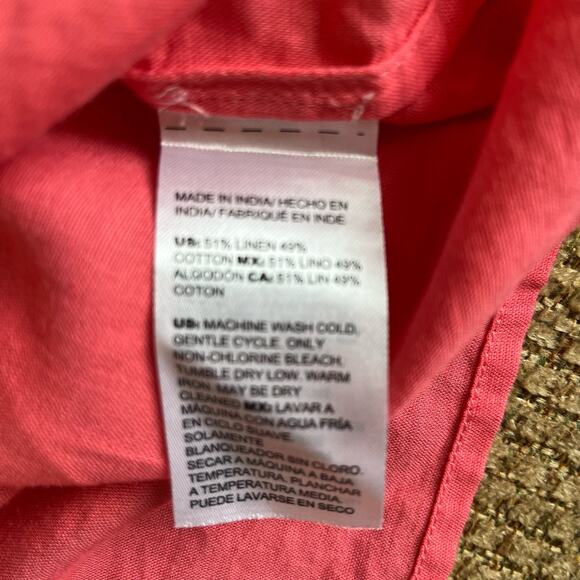 MADE IN INDIA/ HECHO EN
INDIA/ FABRIQUÉ EN INDE
US: 51% LINEN 49%
COTTON MX: 51% LINO 49%
ALGODÓN CA: 51% LIN 49%
COTON
US: MACHINE WASH COLD,
GENTLE CYCLE. ONLY
NON-CHLORINE BLEACH.
TUMBLE DRY LOW. WARM
IRON. MAY BE DRY
CLEANED MX: LAVAR A
MÁQUINA CON AGUA FRÍA
EN CICLO SUAVE.
SOLAMENTE
BLANQUEADOR SIN CLORO.
SECAR A MÁQUINA A BAJA
TEMPERATURA. PLANCHAR
A TEMPERATURA MEDIA.
PUEDE LAVARSE EN SECO